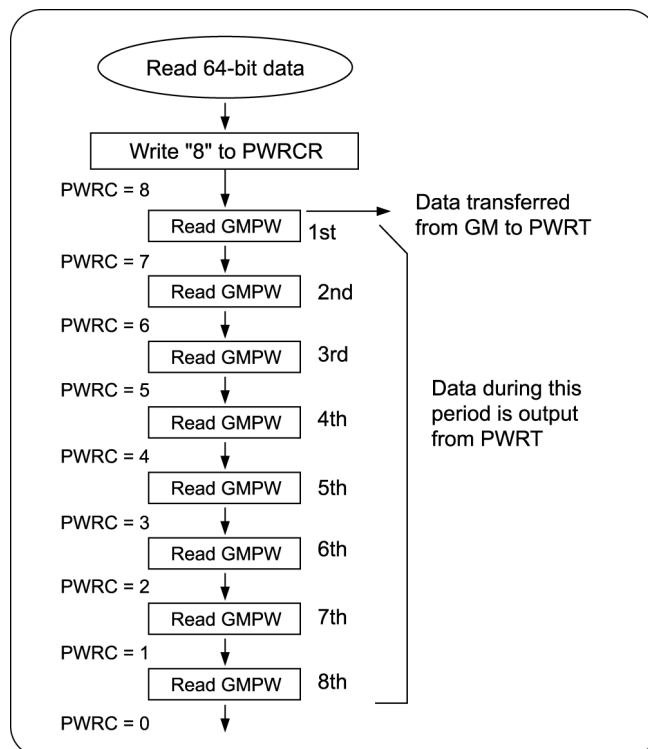 Read 64-bit data
Write "8" to PWRCR
PWRC = 8
Data transferred
from GM to PWRT
Read GMPW
1st
PWRC = 7
Read GMPW
2nd
PWRC = 6
Read GMPW
3rd
PWRC = 5
Data during this
period is output
from PWRT
Read GMPW
4th
PWRC = 4
Read GMPW
5th
PWRC = 3
Read GMPW
6th
PWRC = 2
Read GMPW
7th
PWRC = 1
Read GMPW
8th
PWRC = 0